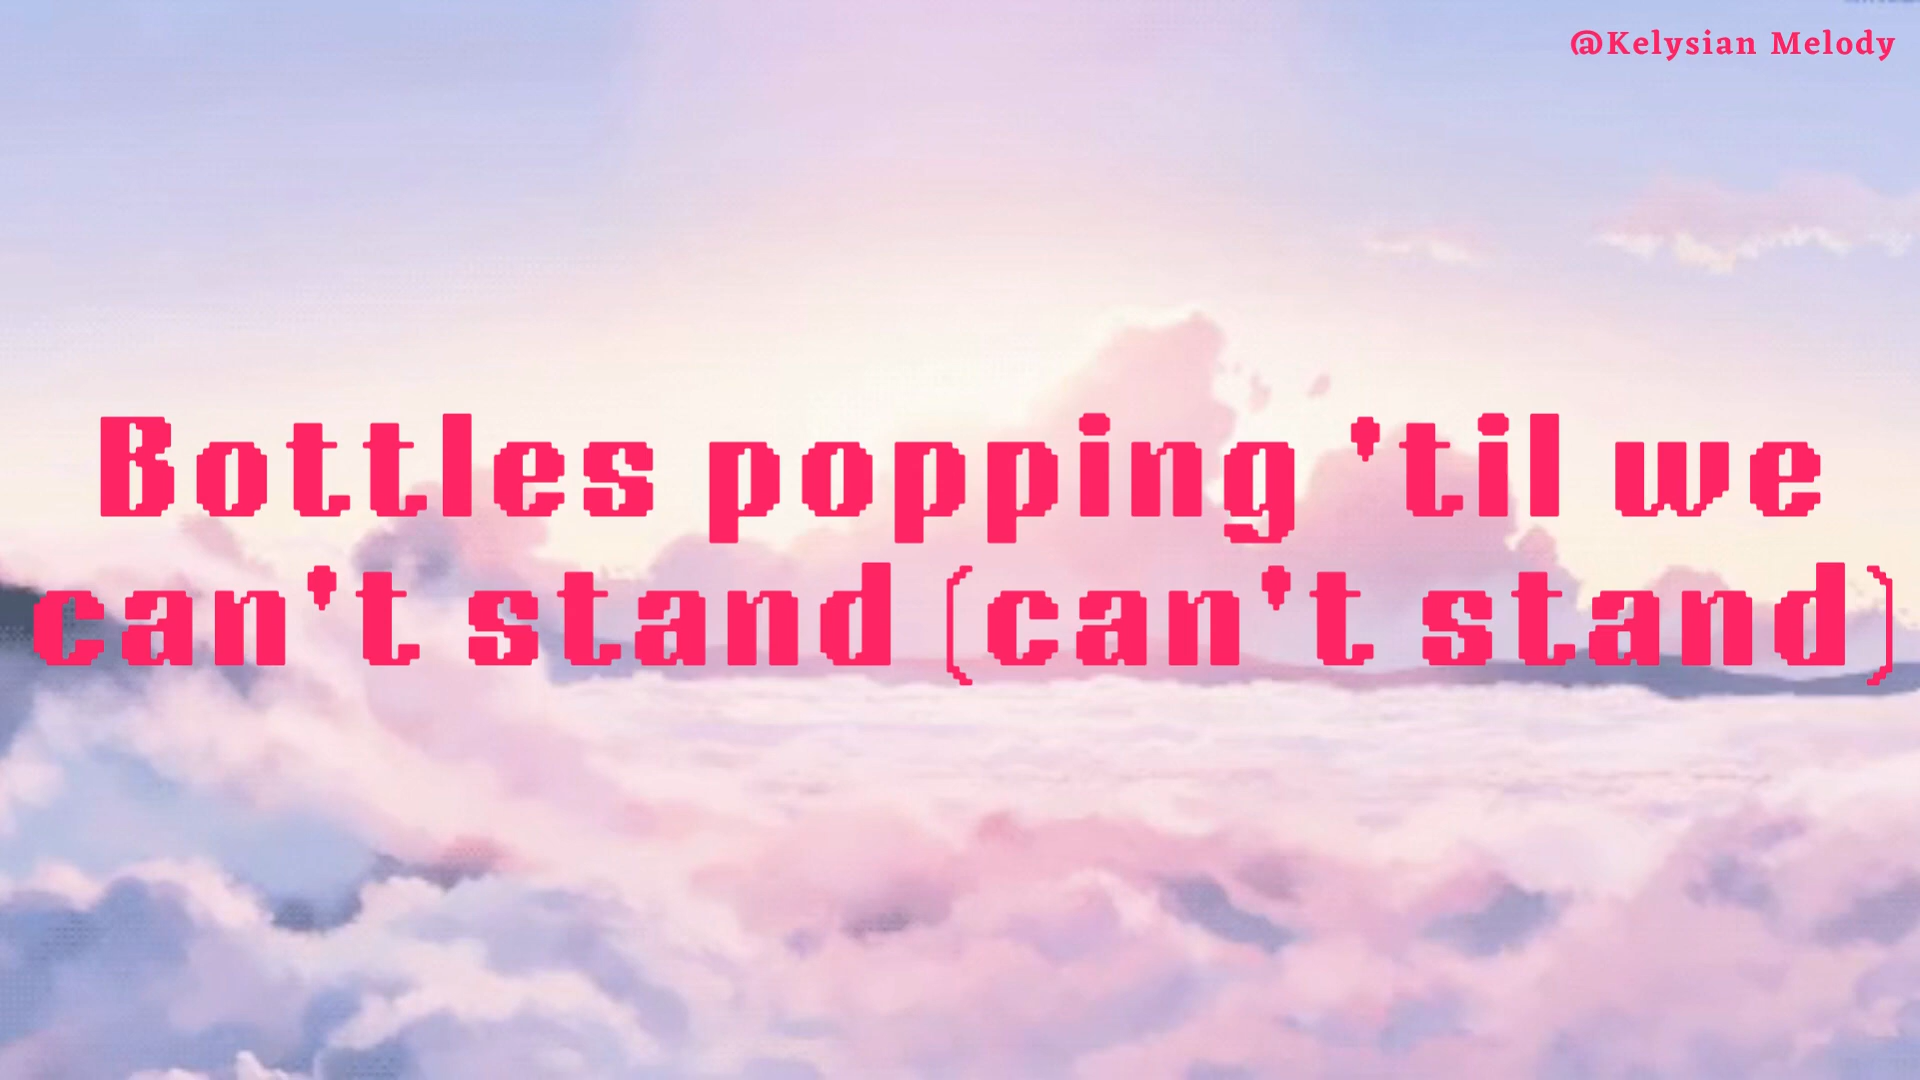 @Kelysian Melody
Bottles popping 'til we
can't stand (can't stand)